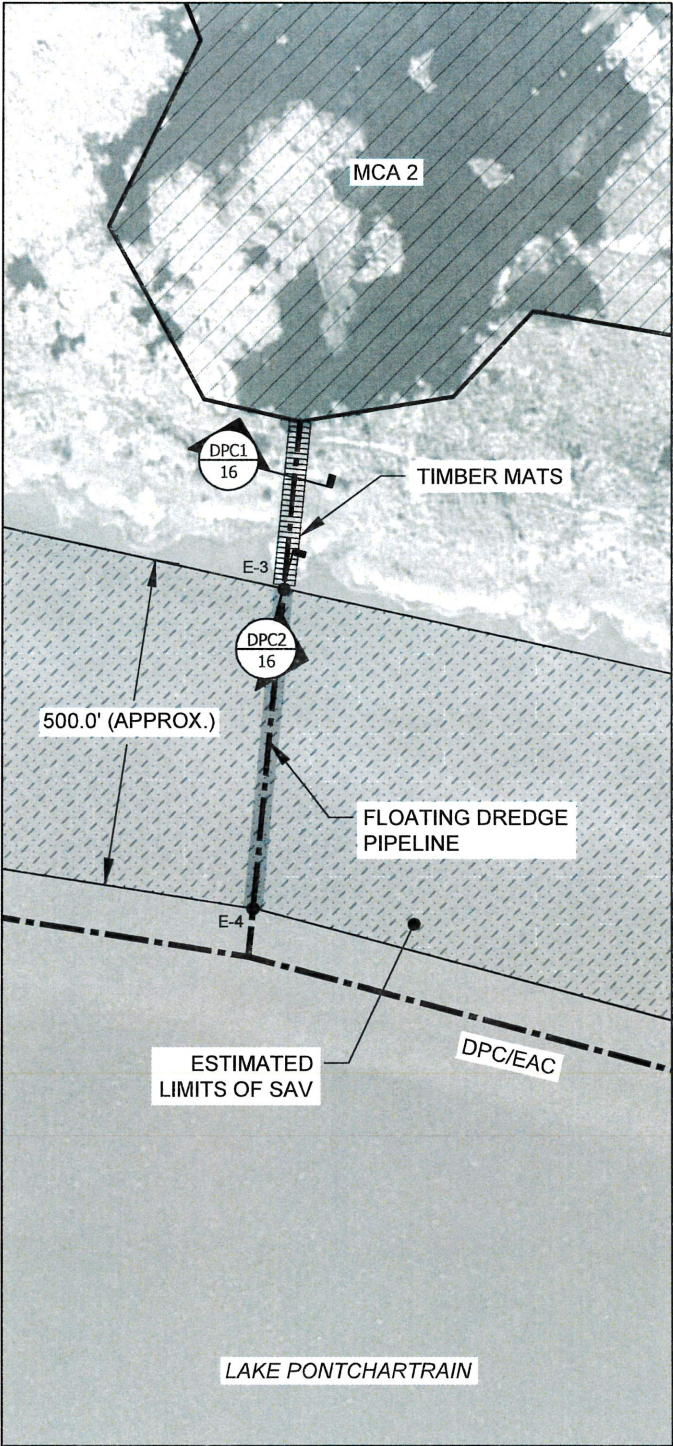 MCA 2
DPC1
16
TIMBER MATS
E-3
DPC2
16
500.0' (APPROX.)
FLOATING DREDGE
PIPELINE
E-4
DPC/EAC
ESTIMATED
LIMITS OF SAV
LAKE PONTCHARTRAIN